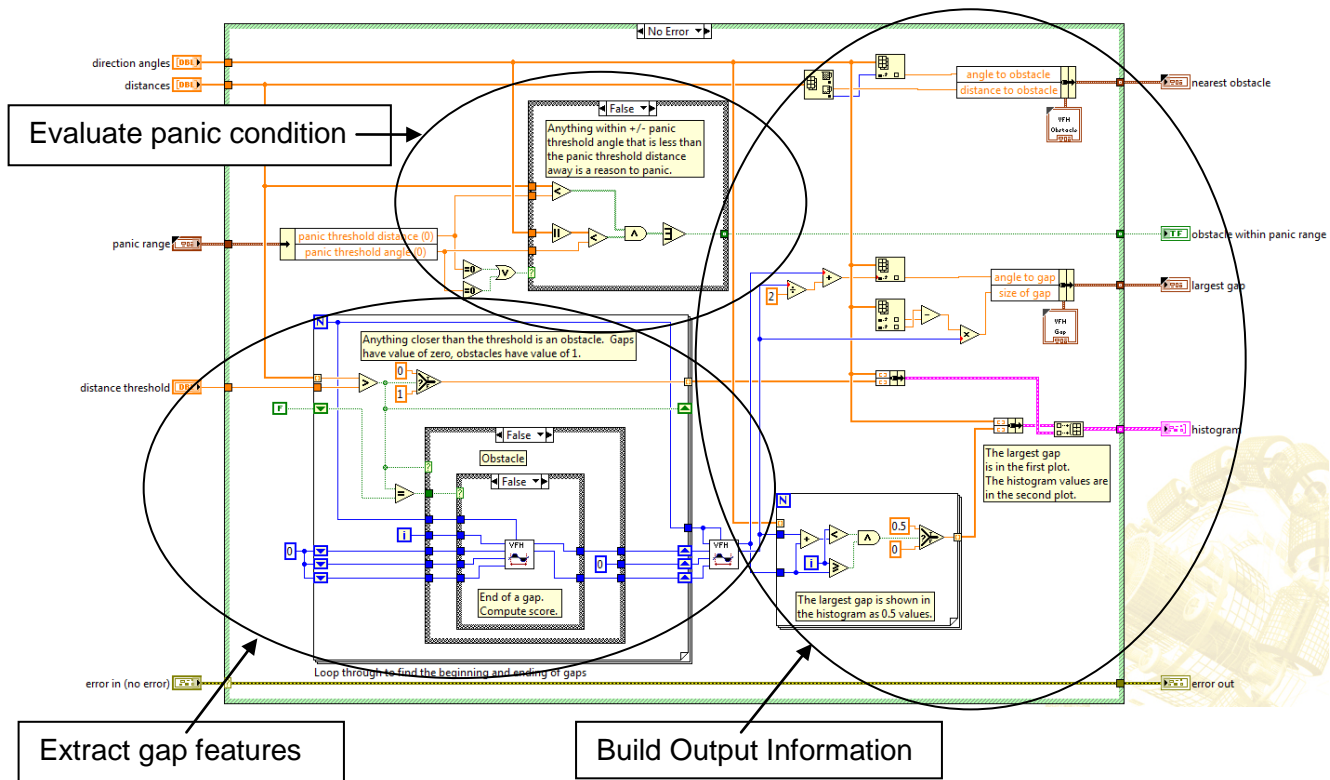 No Error
direction angles
DBL
distances
DBL
angle to obstacle
distance to obstacle
nearest obstacle
VFH
Obstacle
Evaluate panic condition
False
Anything within +/- panic
threshold angle that is less than
the panic threshold distance
away is a reason to panic.
panic range
panic threshold distance (0)
panic threshold angle (0)
=0
=0
V
?
<
||
<
Λ
TF
obstacle within panic range
2
÷
+
angle to gap
size of gap
largest gap
−
×
VFH
Gap
N
Anything closer than the threshold is an obstacle. Gaps
have value of zero, obstacles have value of 1.
distance threshold
DBL
>
0
1
?
F
False
Obstacle
?
False
=
?
histogram
The largest gap
is in the first plot.
The histogram values are
in the second plot.
N
i
0
VFH
0
VFH
End of a gap.
Compute score.
+
<
Λ
0.5
0
?
i
≥
The largest gap is shown in
the histogram as 0.5 values.
Loop through to find the beginning and ending of gaps
error in (no error)
error out
Extract gap features
Build Output Information